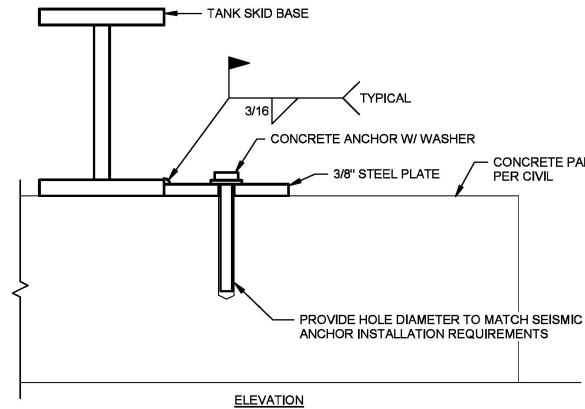 TANK SKID BASE
3/16
TYPICAL
CONCRETE ANCHOR W/ WASHER
3/8" STEEL PLATE
CONCRETE PA
PER CIVIL
PROVIDE HOLE DIAMETER TO MATCH SEISMIC
ANCHOR INSTALLATION REQUIREMENTS
ELEVATION